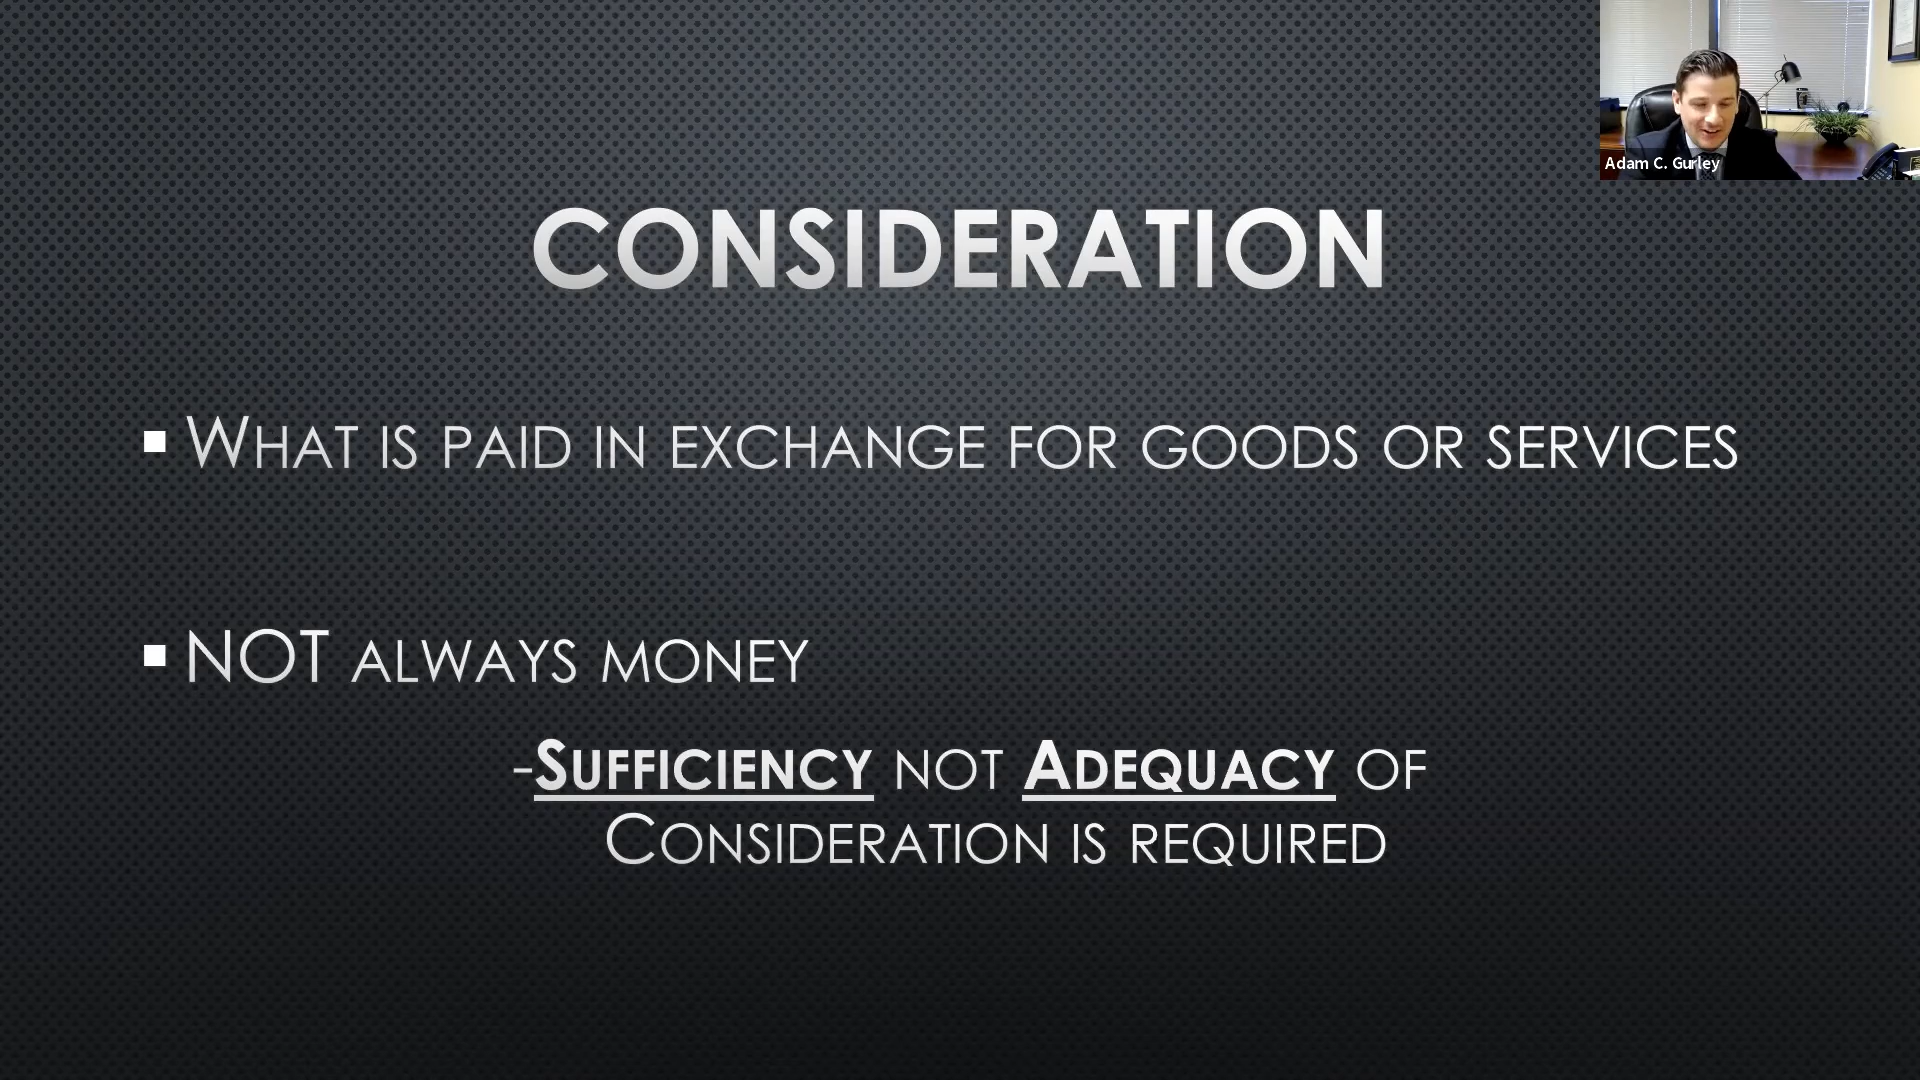 Adam C. Gurley
CONSIDERATION
▪ WHAT IS PAID IN EXCHANGE FOR GOODS OR SERVICES
▪ NOT ALWAYS MONEY
-SUFFICIENCY NOT ADEQUACY OF
CONSIDERATION IS REQUIRED